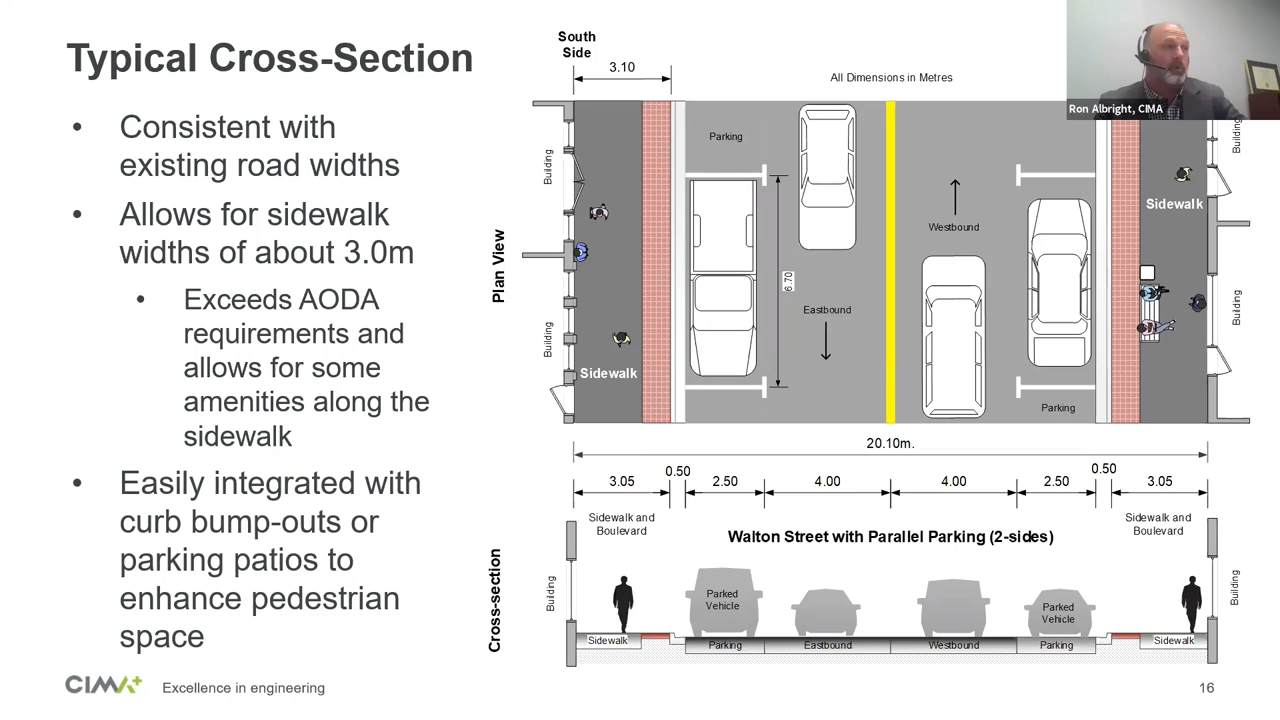 Typical Cross-Section
• Consistent with
existing road widths
• Allows for sidewalk
widths of about 3.0m
• Exceeds AODA
requirements and
allows for some
amenities along the
sidewalk
• Easily integrated with
curb bump-outs or
parking patios to
enhance pedestrian
space
CIMA+
Excellence in engineering
16
South
Side
3.10
All Dimensions in Metres
Ron Albright, CIMA
Plan View
Building
Building
Sidewalk
Parking
6.70
Eastbound
Westbound
Parking
Sidewalk
Building
Building
20.10m.
3.05
0.50
2.50
4.00
4.00
2.50
0.50
3.05
Sidewalk and
Boulevard
Walton Street with Parallel Parking (2-sides)
Sidewalk and
Boulevard
Cross-section
Building
Parked
Vehicle
Parked
Vehicle
Building
Sidewalk
Parking
Eastbound
Westbound
Parking
Sidewalk